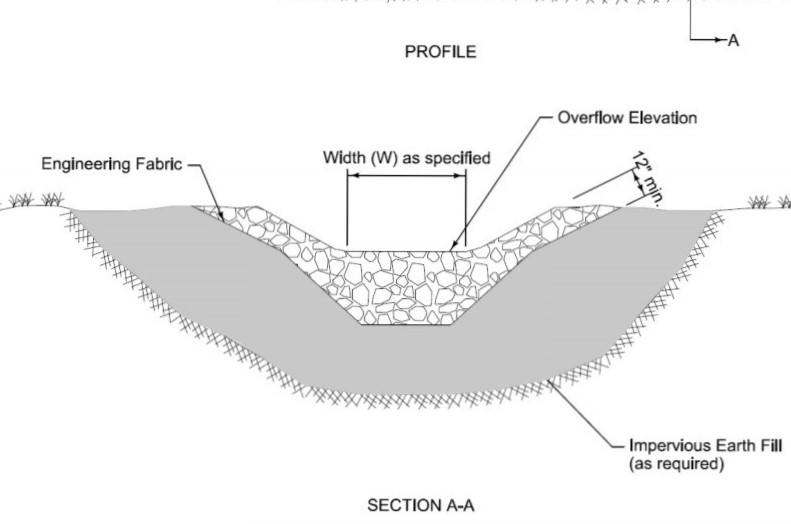 A
PROFILE
Overflow Elevation
Width (W) as specified
12" min.
Engineering Fabric
Impervious Earth Fill
(as required)
SECTION A-A